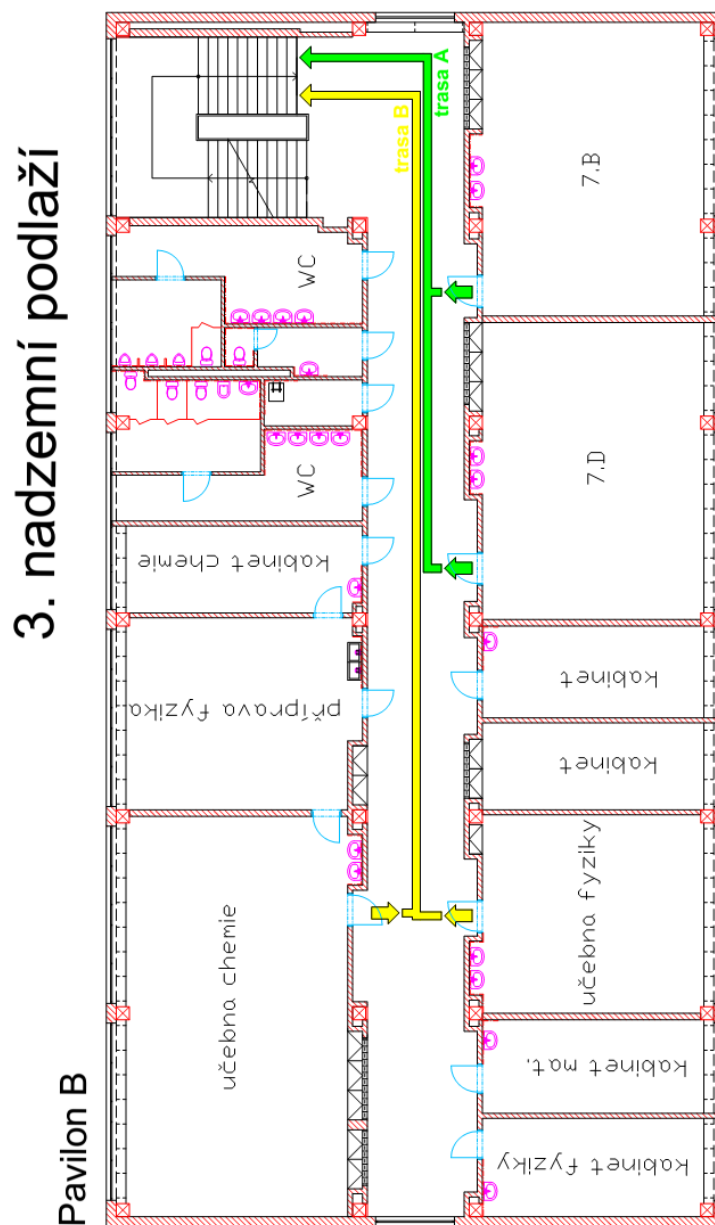 3. nadzemní podlaží
Pavilon B
trasa A
trasa B
WC
WC
kabinet chemie
příprava fyzika
učebna chemie
7.B
7.D
kabinet
kabinet
učebna fyziky
kabinet mat.
kabinet fyziky